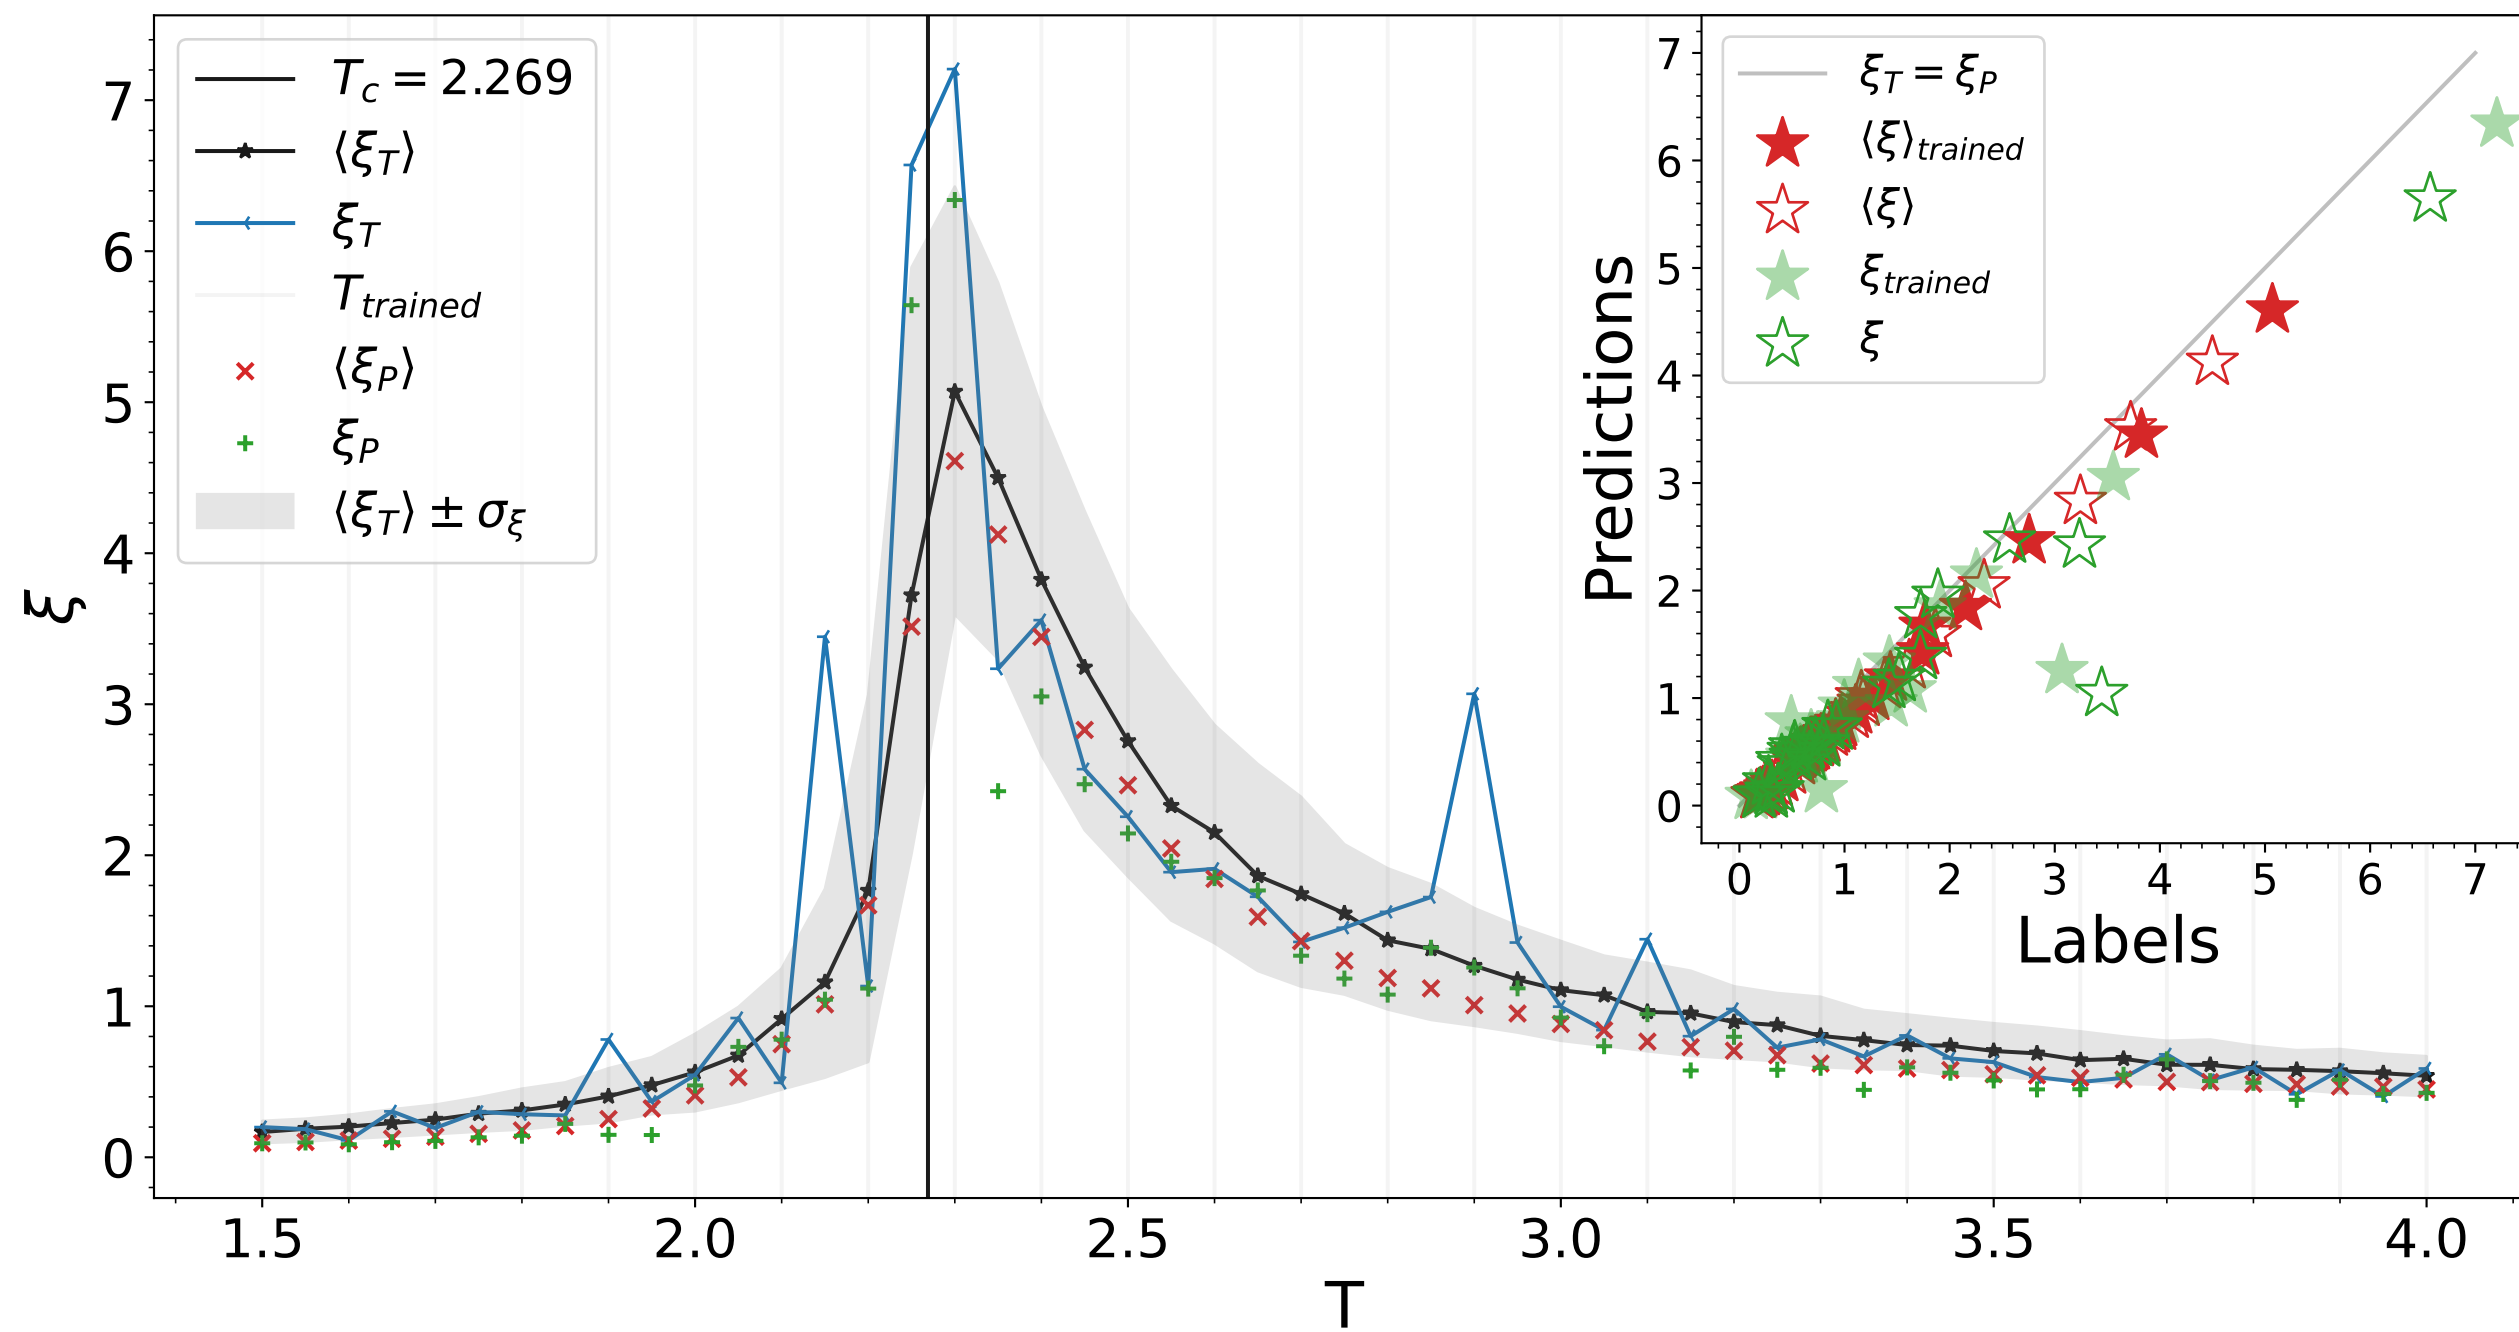 T_c = 2.269
⟨ξ_T⟩
ξ_T
T_trained
⟨ξ_P⟩
ξ_P
⟨ξ_T⟩ ± σ_ξ
ξ
7
6
5
4
3
2
1
0
1.5 2.0 2.5 3.0 3.5 4.0
T
ξ_T = ξ_P
⟨ξ⟩_trained
⟨ξ⟩
ξ_trained
ξ
Predictions
7
6
5
4
3
2
1
0
0 1 2 3 4 5 6 7
Labels